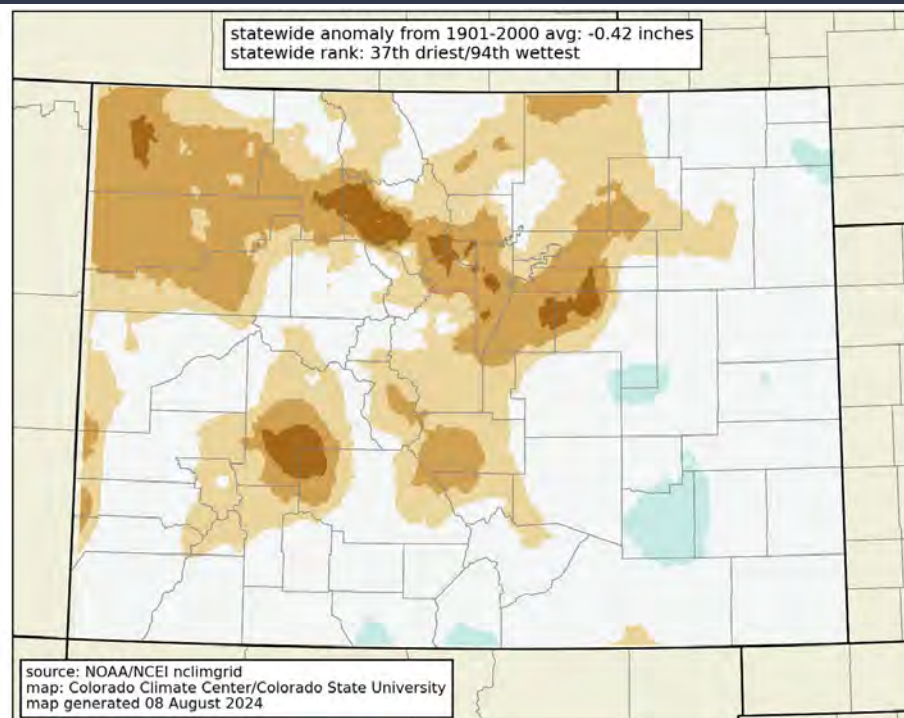 statewide anomaly from 1901-2000 avg: -0.42 inches
statewide rank: 37th driest/94th wettest
source: NOAA/NCEI nclimgrid
map: Colorado Climate Center/Colorado State University
map generated 08 August 2024